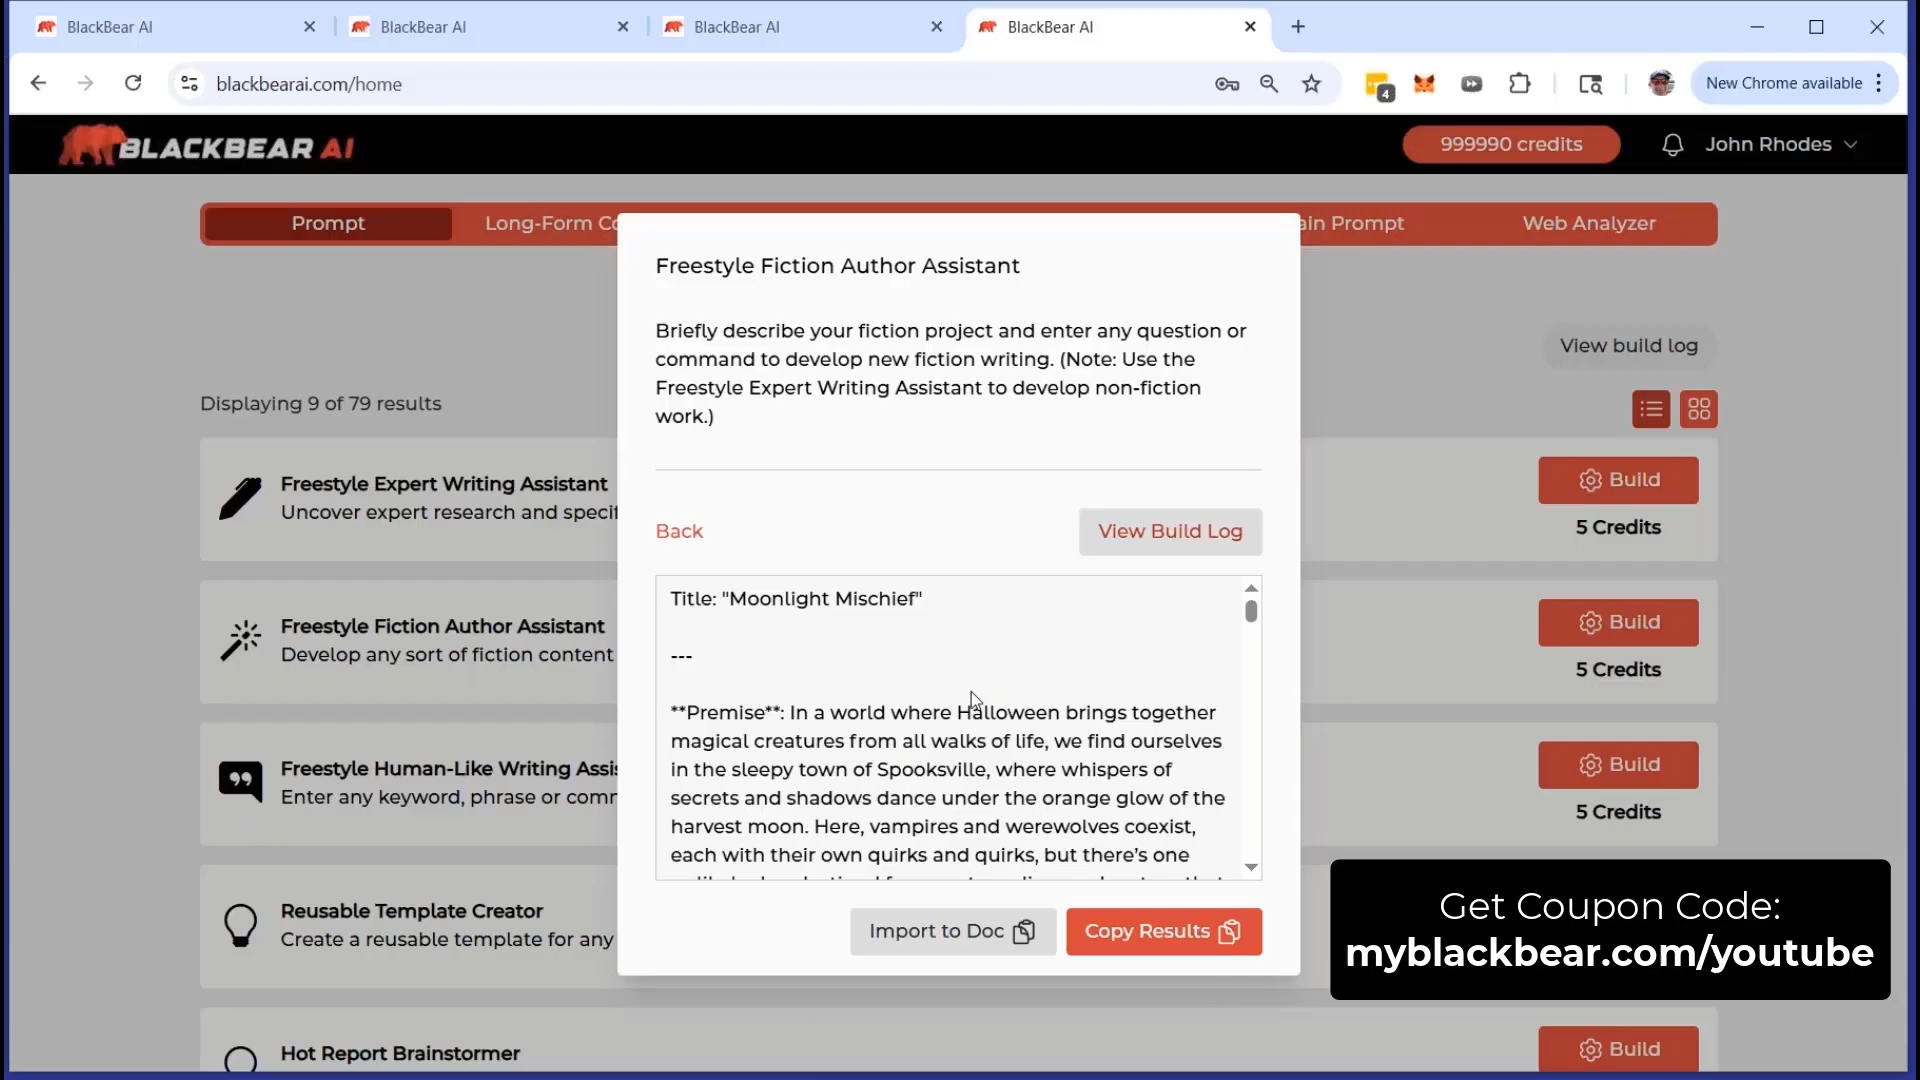 BlackBear AI
BlackBear AI
BlackBear AI
BlackBear AI
blackbearai.com/home
4
New Chrome available
BLACKBEAR AI
999990 credits
John Rhodes
Prompt
Long-Form Co
ain Prompt
Web Analyzer
View build log
Displaying 9 of 79 results
Freestyle Expert Writing Assistant
Uncover expert research and specif
Build
5 Credits
Freestyle Fiction Author Assistant
Develop any sort of fiction content
Build
5 Credits
Freestyle Human-Like Writing Assis
Enter any keyword, phrase or comm
Build
5 Credits
Reusable Template Creator
Create a reusable template for any
Hot Report Brainstormer
Build
Freestyle Fiction Author Assistant
Briefly describe your fiction project and enter any question or
command to develop new fiction writing. (Note: Use the
Freestyle Expert Writing Assistant to develop non-fiction
work.)
Back
View Build Log
Title: "Moonlight Mischief"
---
**Premise**: In a world where Halloween brings together
magical creatures from all walks of life, we find ourselves
in the sleepy town of Spooksville, where whispers of
secrets and shadows dance under the orange glow of the
harvest moon. Here, vampires and werewolves coexist,
each with their own quirks and quirks, but there's one
Import to Doc
Copy Results
Get Coupon Code:
myblackbear.com/youtube